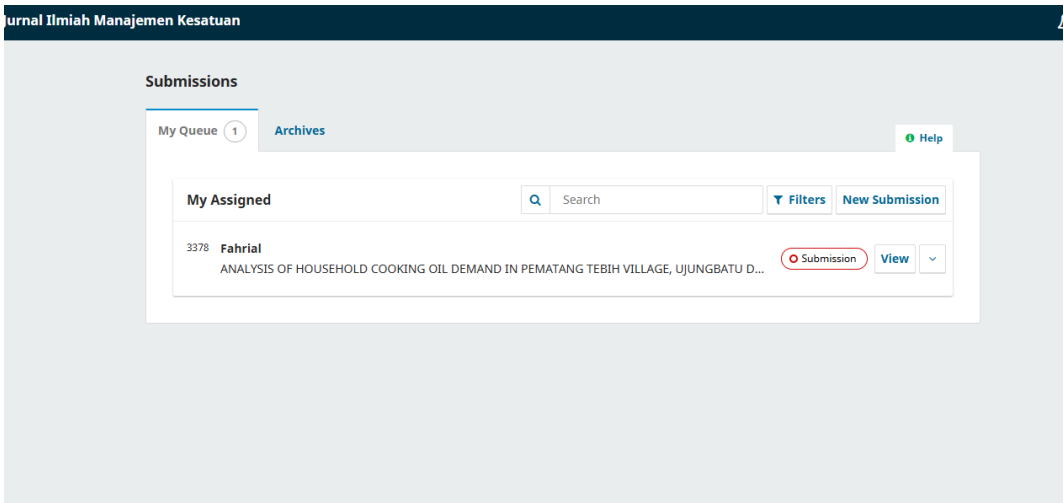 Jurnal Ilmiah Manajemen Kesatuan
Submissions
My Queue 1 Archives
Help
My Assigned Search Filters New Submission
3378 Fahrial
ANALYSIS OF HOUSEHOLD COOKING OIL DEMAND IN PEMATANG TEBIH VILLAGE, UJUNGBATU D... Submission View